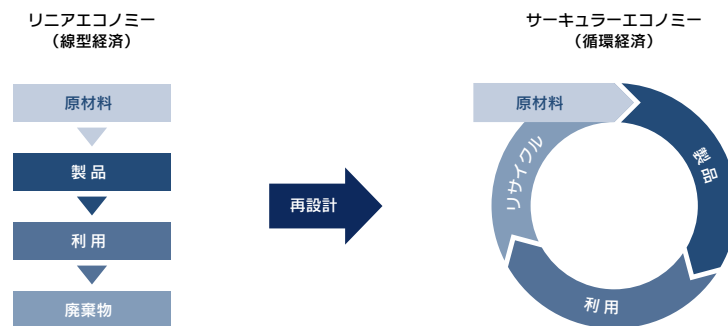 リニアエコノミー
（線型経済）
原材料
製品
利用
廃棄物
再設計
サーキュラーエコノミー
（循環経済）
原材料
製品
利用
リサイクル